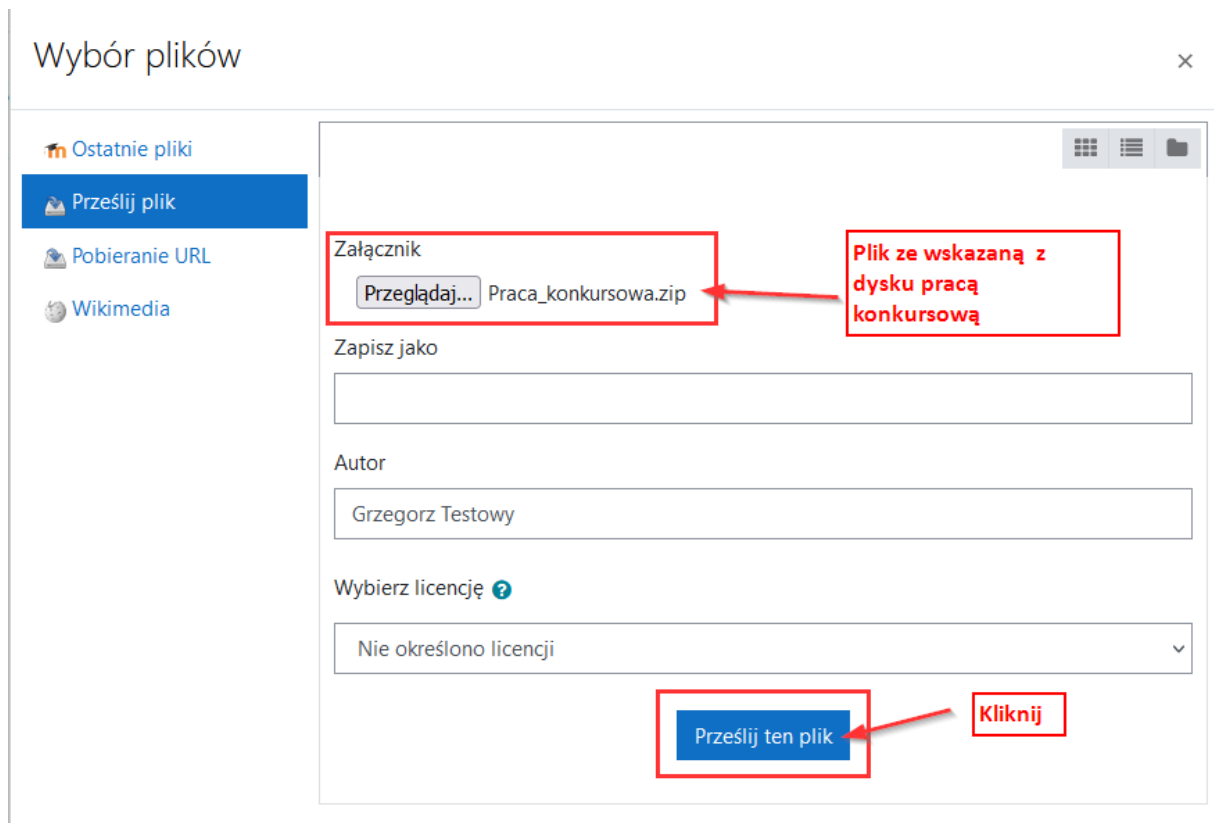 Wybór plików
×
Ostatnie pliki
Prześlij plik
Pobieranie URL
Wikimedia
Załącznik
Przeglądaj... Praca_konkursowa.zip
Plik ze wskazaną z
dysku pracą
konkursową
Zapisz jako
Autor
Grzegorz Testowy
Wybierz licencję ?
Nie określono licencji
Prześlij ten plik
Kliknij